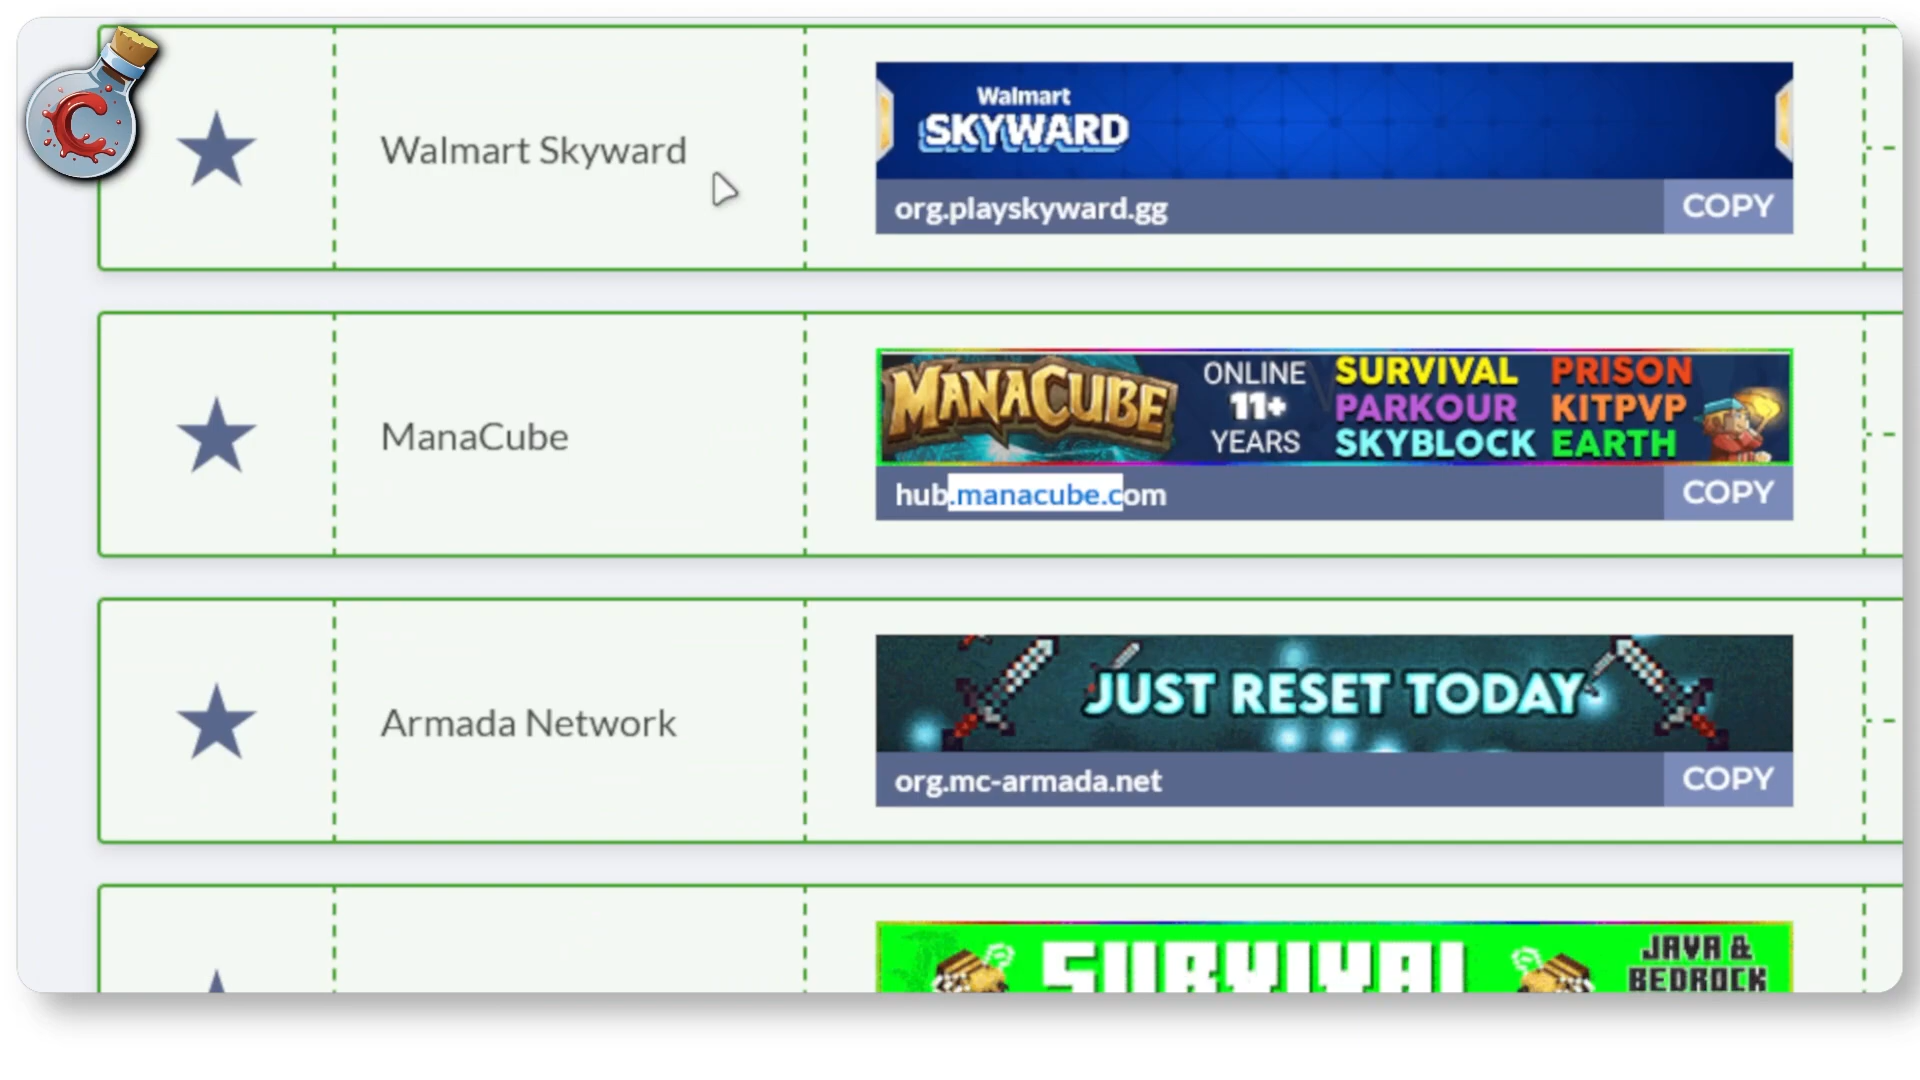 C
Walmart Skyward
Walmart
SKYWARD
org.playskyward.gg
COPY
ManaCube
MANACUBE
ONLINE
11+
YEARS
SURVIVAL
PARKOUR
SKYBLOCK
PRISON
KITPVP
EARTH
hub.manacube.com
COPY
Armada Network
JUST RESET TODAY
org.mc-armada.net
COPY
SURVIVAL
JAVA &
BEDROCK